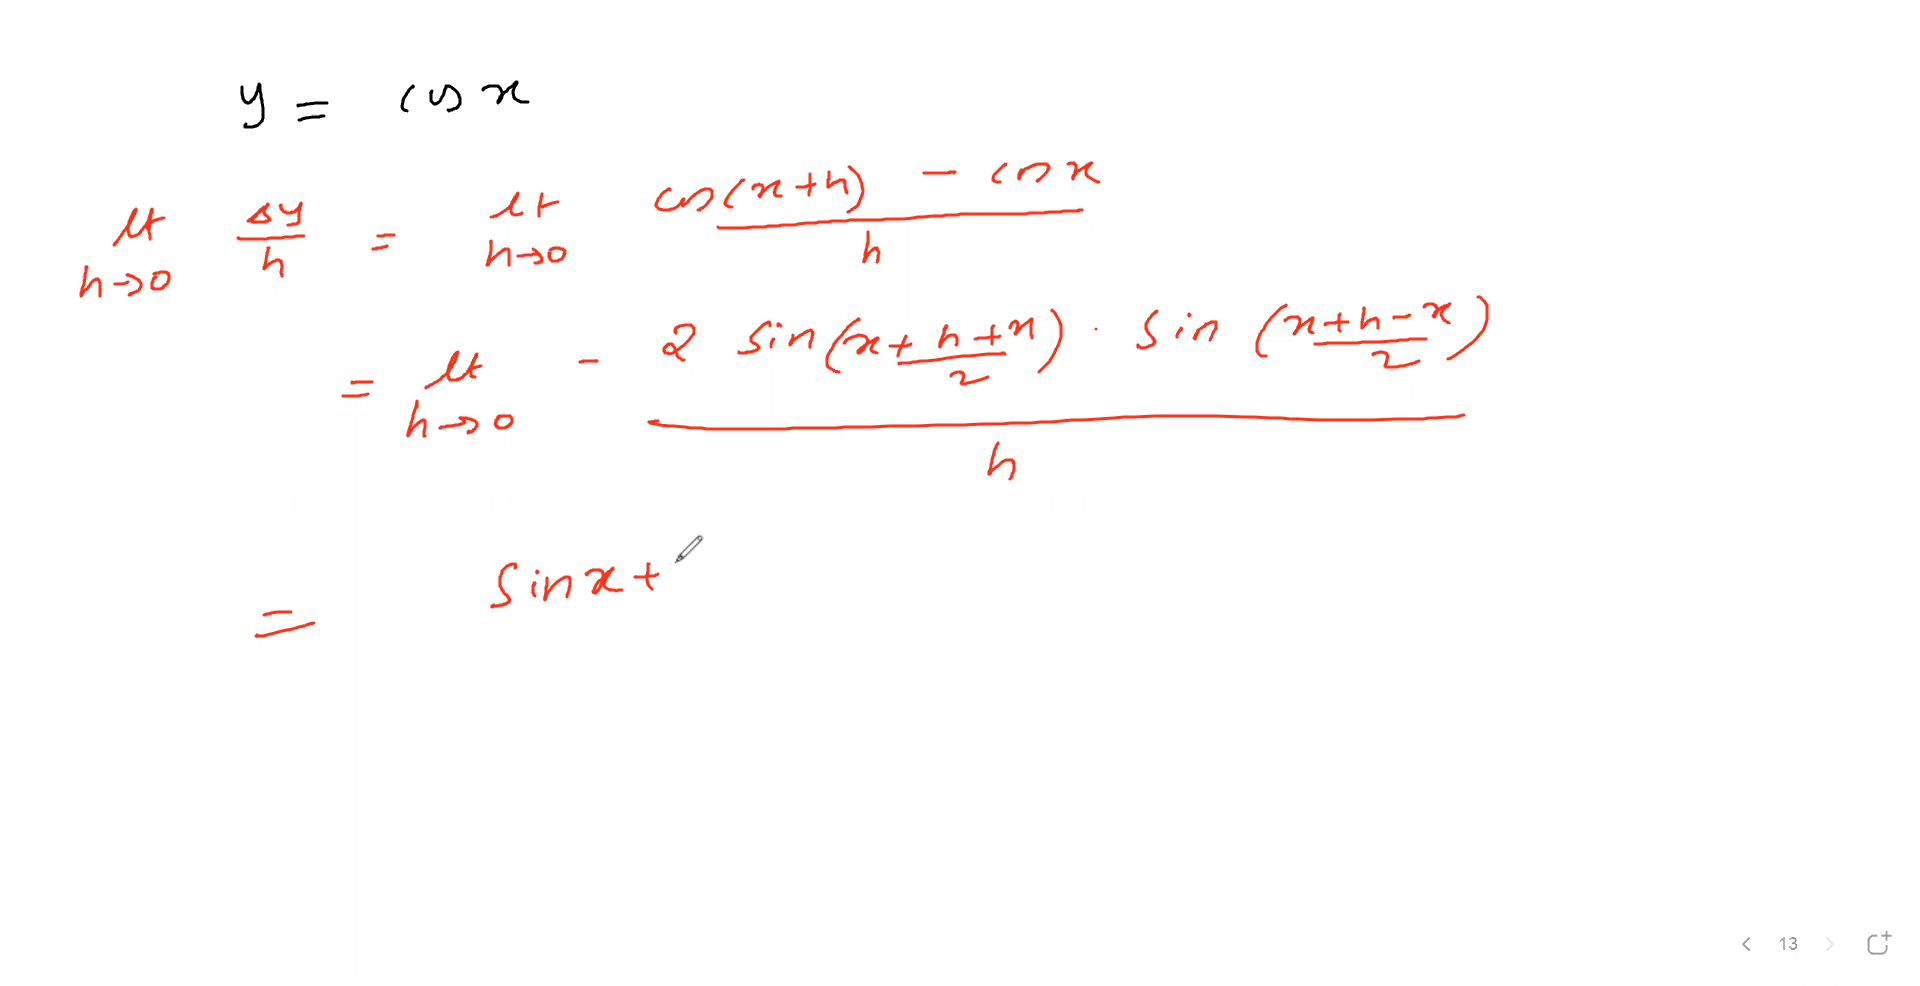 y = cos x
lt h→0 Δy/h = lt h→0 cos(x+h) - cos x / h
= lt h→0 - 2 sin(x+h+x/2) · sin (x+h-x/2) / h
= sin x +
13